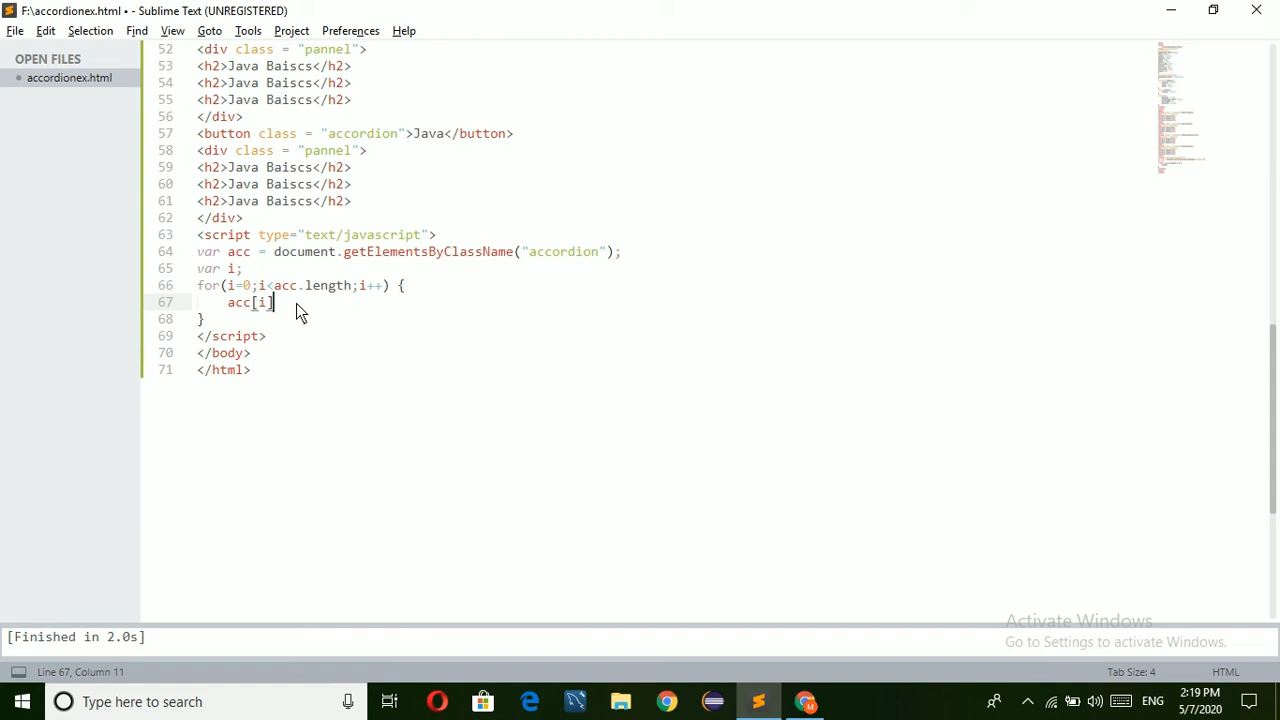 F:\accordionex.html • - Sublime Text (UNREGISTERED)
File Edit Selection Find View Goto Tools Project Preferences Help
OPEN FILES
accordionex.html
52 <div class = "pannel">
53 <h2>Java Baiscs</h2>
54 <h2>Java Baiscs</h2>
55 <h2>Java Baiscs</h2>
56 </div>
57 <button class = "accordion">Java</button>
58 <div class = "pannel">
59 <h2>Java Baiscs</h2>
60 <h2>Java Baiscs</h2>
61 <h2>Java Baiscs</h2>
62 </div>
63 <script type="text/javascript">
64 var acc = document.getElementsByClassName("accordion");
65 var i;
66 for(i=0;i<acc.length;i++) {
67 acc[i]
68 }
69 </script>
70 </body>
71 </html>
Activate Windows
Go to Settings to activate Windows.
[Finished in 2.0s]
Line 67, Column 11 Tab Size: 4 HTML
Type here to search
ENG
2:19 PM
5/7/2020